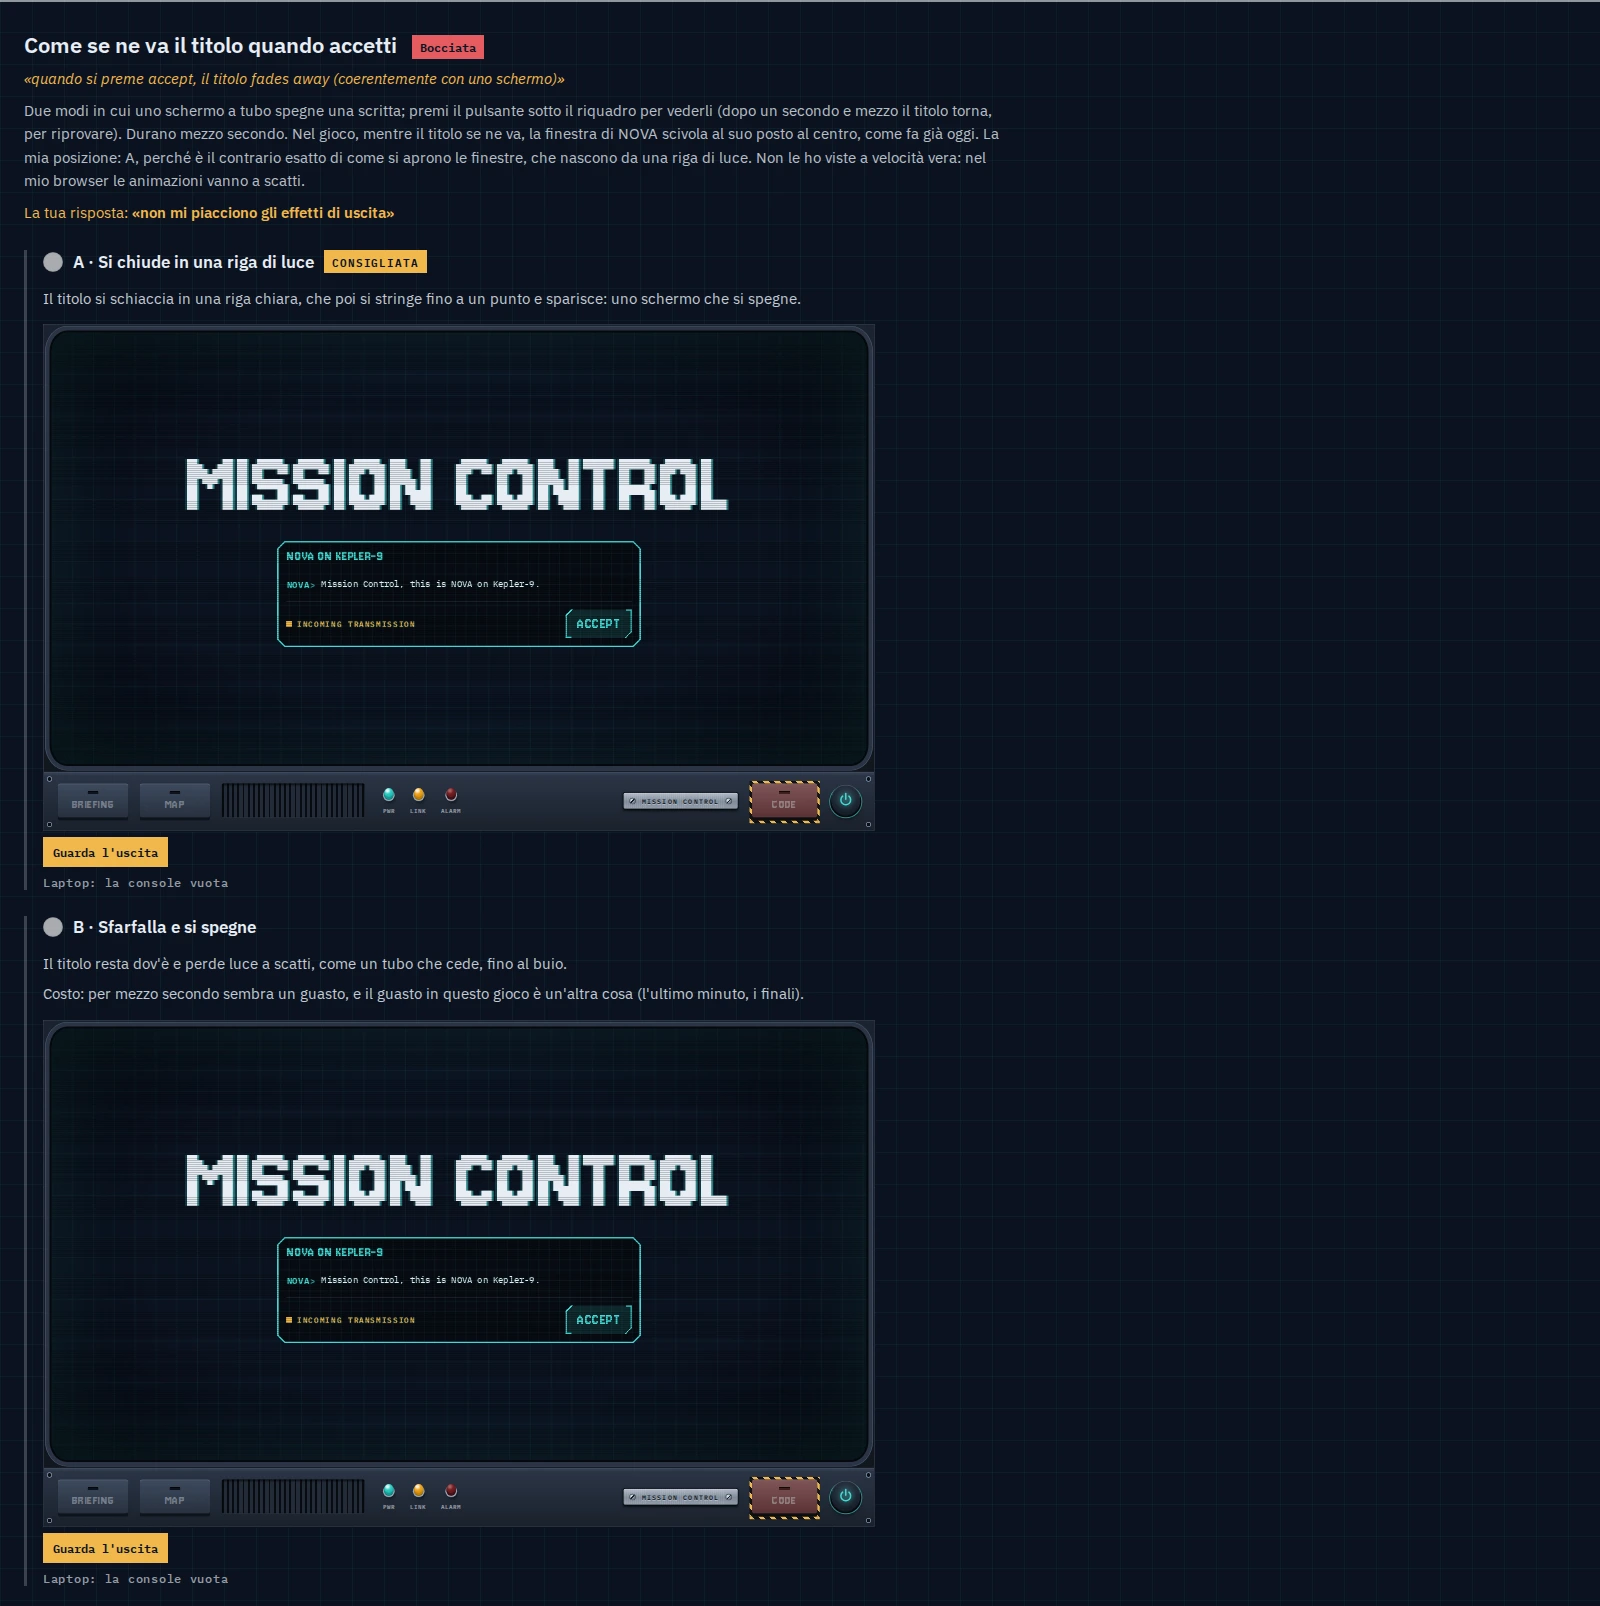 Come se ne va il titolo quando accetti Bocciata
«quando si preme accept, il titolo fades away (coerentemente con uno schermo)»
Due modi in cui uno schermo a tubo spegne una scritta; premi il pulsante sotto il riquadro per vederli (dopo un secondo e mezzo il titolo torna,
per riprovare). Durano mezzo secondo. Nel gioco, mentre il titolo se ne va, la finestra di NOVA scivola al suo posto al centro, come fa già oggi. La
mia posizione: A, perché è il contrario esatto di come si aprono le finestre, che nascono da una riga di luce. Non le ho viste a velocità vera: nel
mio browser le animazioni vanno a scatti.
La tua risposta: «non mi piacciono gli effetti di uscita»
A · Si chiude in una riga di luce CONSIGLIATA
Il titolo si schiaccia in una riga chiara, che poi si stringe fino a un punto e sparisce: uno schermo che si spegne.
MISSION CONTROL
NOVA ON KEPLER-9
NOVA> Mission Control, this is NOVA on Kepler-9.
INCOMING TRANSMISSION ACCEPT
BRIEFING MAP PWR LINK ALARM MISSION CONTROL CODE
Guarda l'uscita
Laptop: la console vuota
B · Sfarfalla e si spegne
Il titolo resta dov'è e perde luce a scatti, come un tubo che cede, fino al buio.
Costo: per mezzo secondo sembra un guasto, e il guasto in questo gioco è un'altra cosa (l'ultimo minuto, i finali).
MISSION CONTROL
NOVA ON KEPLER-9
NOVA> Mission Control, this is NOVA on Kepler-9.
INCOMING TRANSMISSION ACCEPT
BRIEFING MAP PWR LINK ALARM MISSION CONTROL CODE
Guarda l'uscita
Laptop: la console vuota